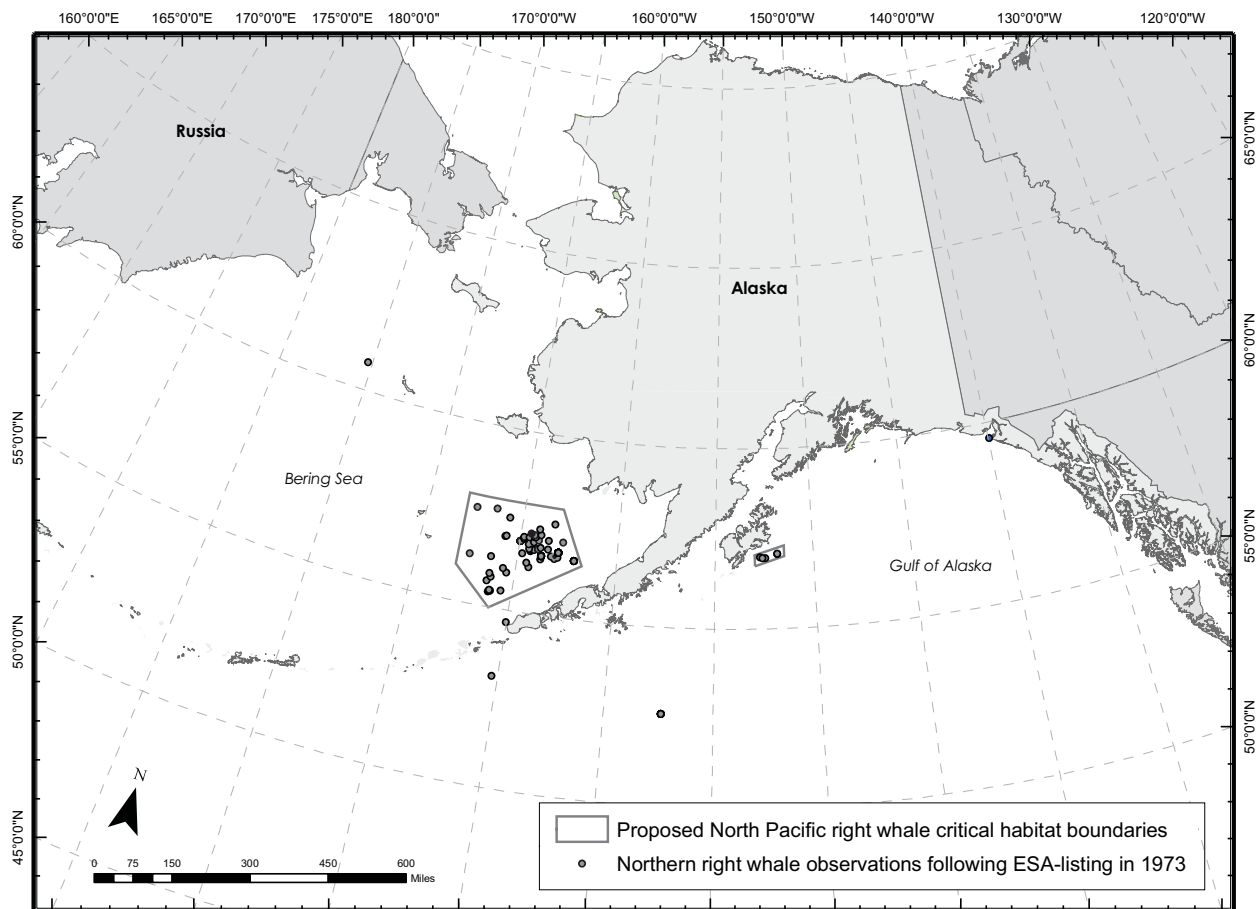 160°0'0"W 165°0'0"W 170°0'0"W 175°0'0"W 180°0'0" 170°0'0"W 160°0'0"W 150°0'0"W 140°0'0"W 130°0'0"W 120°0'0"W
Russia
Alaska
Bering Sea
Gulf of Alaska
60°0'0"N
55°0'0"N
50°0'0"N
45°0'0"N
65°0'0"N
60°0'0"N
55°0'0"N
50°0'0"N
N
0 75 150 300 450 600
Miles
Proposed North Pacific right whale critical habitat boundaries
Northern right whale observations following ESA-listing in 1973